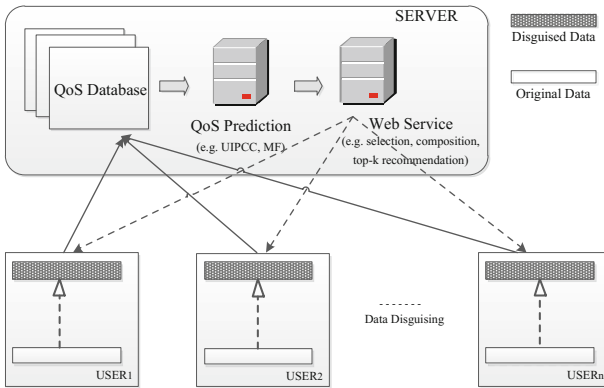 SERVER
Disguised Data
QoS Database
Original Data
QoS Prediction
(e.g. UIPCC, MF)
Web Service
(e.g. selection, composition,
top-k recommendation)
Data Disguising
USER1
USER2
USERn